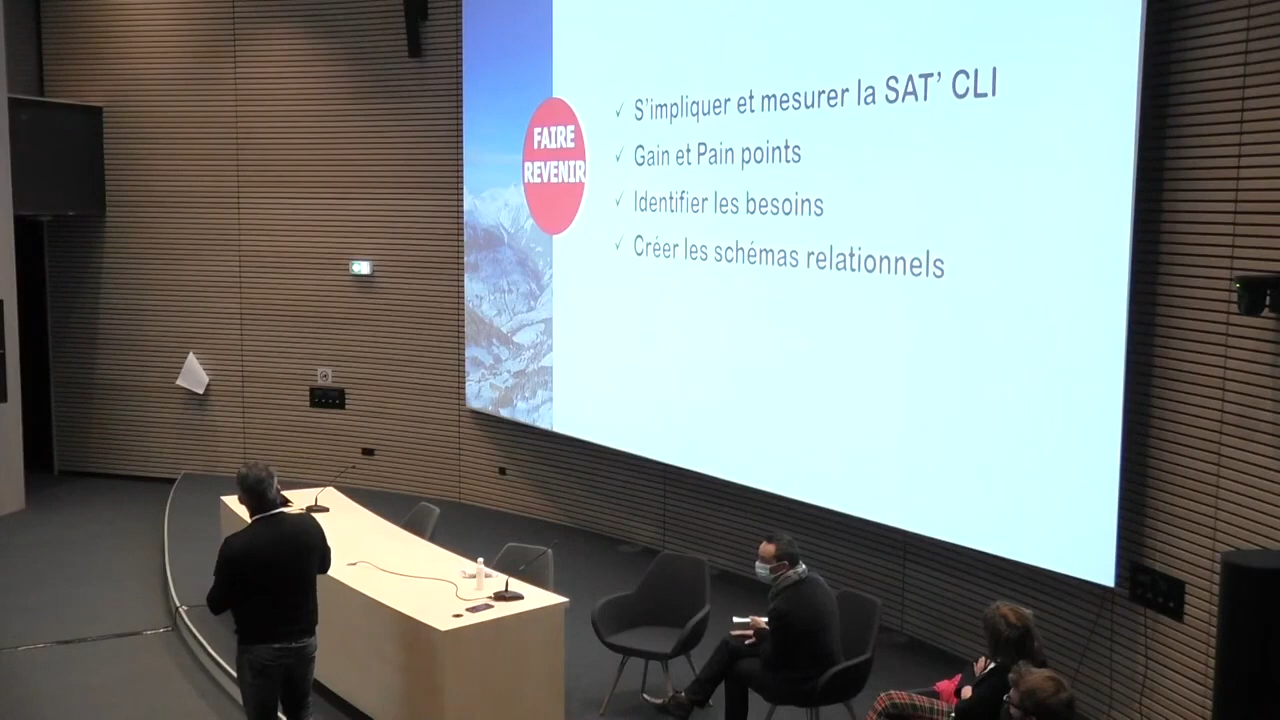 FAIRE
REVENIR
S'impliquer et mesurer la SAT' CLI
Gain et Pain points
Identifier les besoins
Créer les schémas relationnels